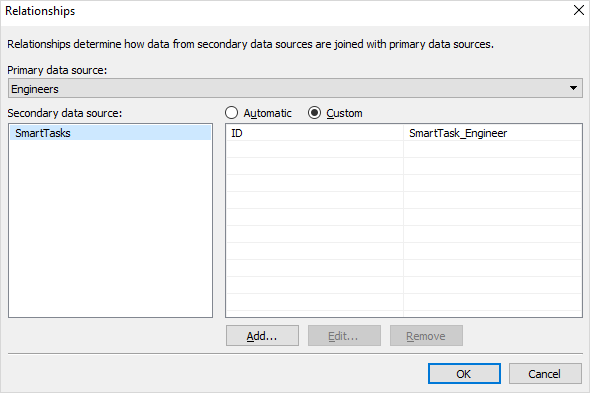 Relationships
Relationships determine how data from secondary data sources are joined with primary data sources.
Primary data source:
Engineers
Secondary data source:
Automatic
Custom
SmartTasks
ID
SmartTask_Engineer
Add...
Edit...
Remove
OK
Cancel